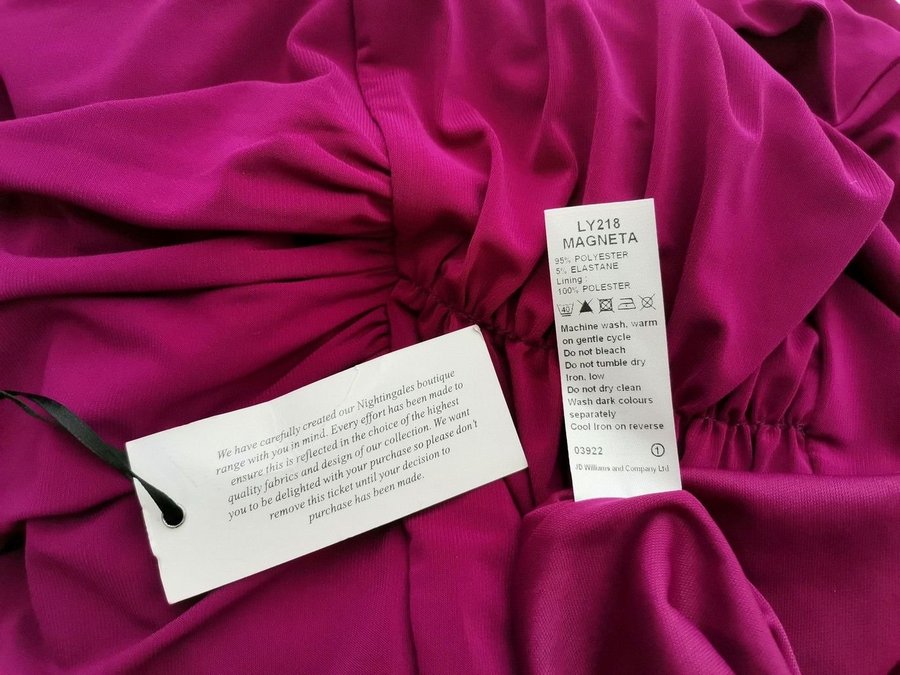 We have carefully created our Nightingales boutique
range with you in mind. Every effort has been made to
ensure this is reflected in the choice of the highest
quality fabrics and design of our collection. We want
you to be delighted with your purchase so please don't
remove this ticket until your decision to
purchase has been made.
LY218
MAGNETA
95% POLYESTER
5% ELASTANE
Lining :
100% POLESTER
40
Machine wash, warm
on gentle cycle
Do not bleach
Do not tumble dry
Iron, low
Do not dry clean
Wash dark colours
separately
Cool Iron on reverse
03922 1
JD Williams and Company Ltd